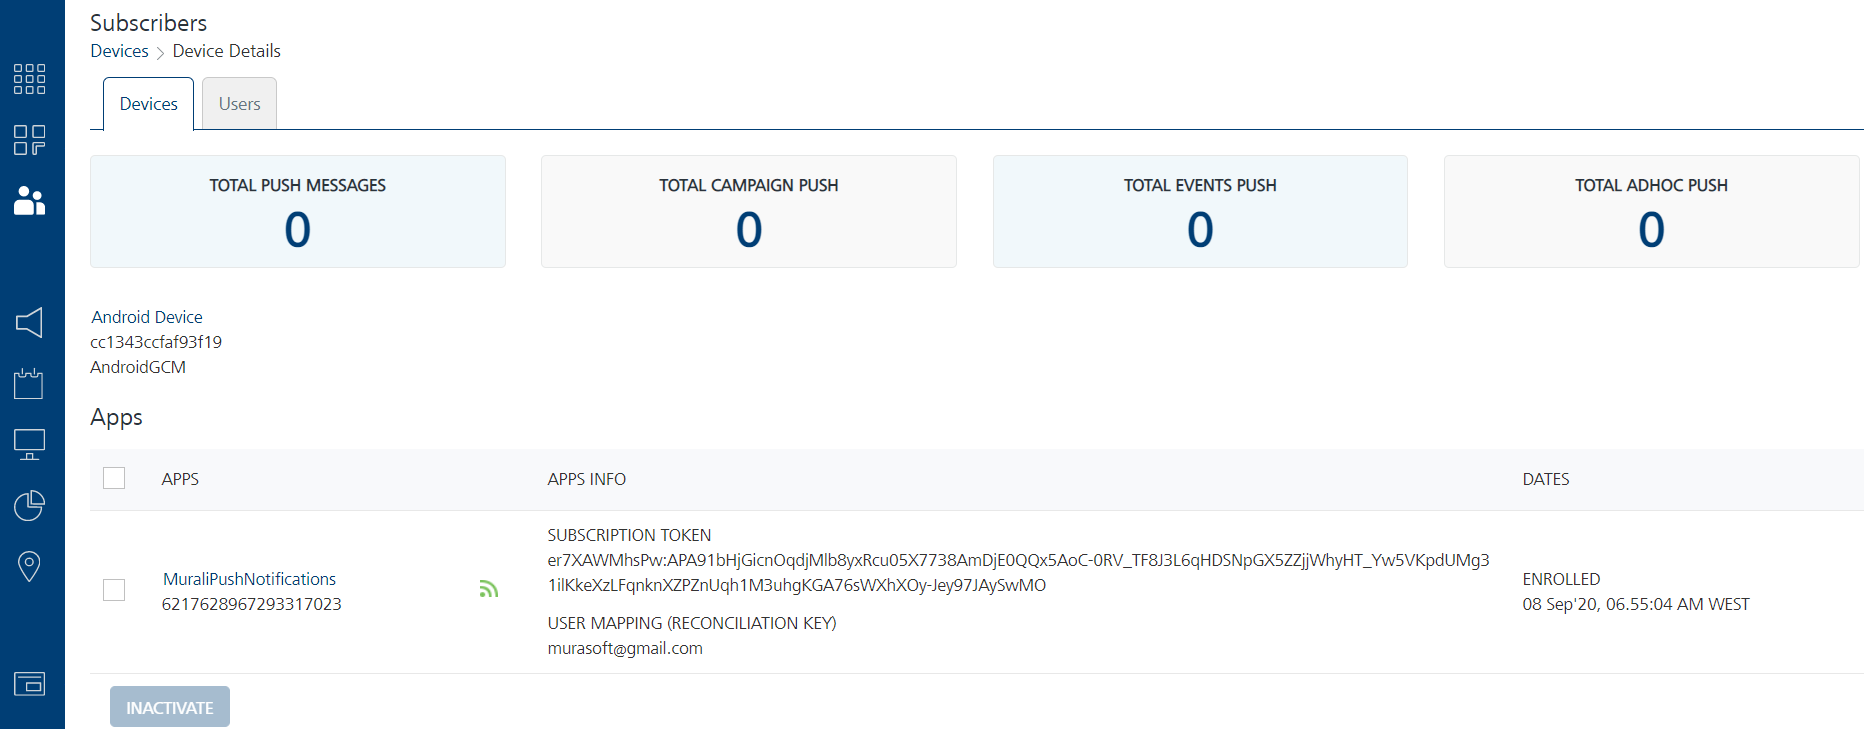 Subscribers
Devices > Device Details
Devices Users
TOTAL PUSH MESSAGES TOTAL CAMPAIGN PUSH TOTAL EVENTS PUSH TOTAL ADHOC PUSH
0 0 0 0
Android Device
cc1343ccfaf93f19
AndroidGCM
Apps
APPS APPS INFO DATES
SUBSCRIPTION TOKEN
er7XAWMhsPw:APA91bHjGicnOqdjMlb8yxRcu05X7738AmDjE0QQx5AoC-0RV_TF8J3L6qHDSNpGX5ZZjjWhyHT_Yw5VKpdUMg3
1ilKkeXzLFqnknXZPZnUqh1M3uhgKGA76sWXhXOy-Jey97JAySwMO
MuraliPushNotifications
6217628967293317023
USER MAPPING (RECONCILIATION KEY)
murasoft@gmail.com
ENROLLED
08 Sep'20, 06.55:04 AM WEST
INACTIVATE